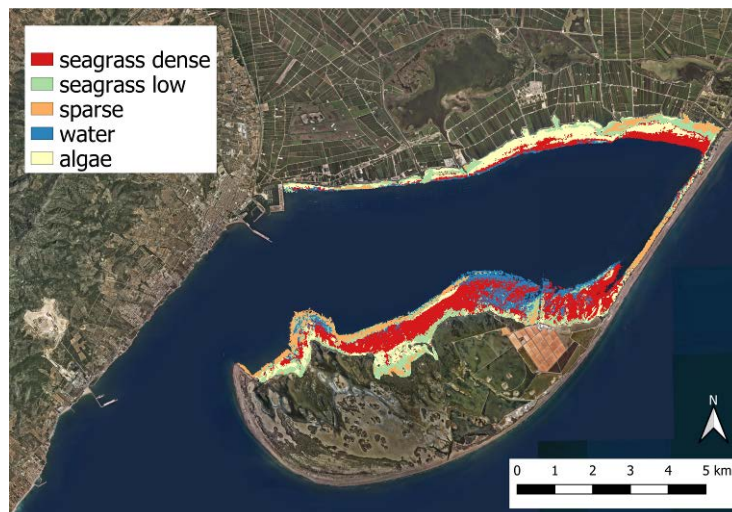 seagrass dense
seagrass low
sparse
water
algae
N
0 1 2 3 4 5 km